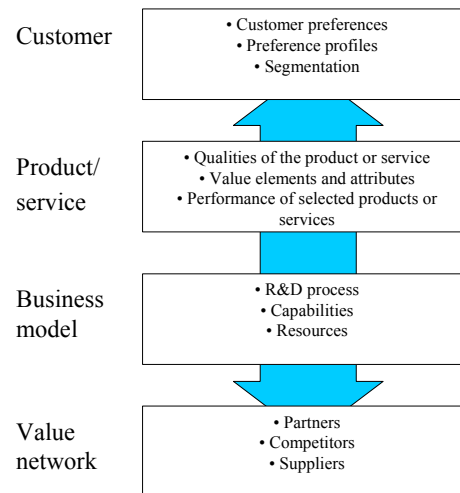 Customer
• Customer preferences
• Preference profiles
• Segmentation
Product/
service
• Qualities of the product or service
• Value elements and attributes
• Performance of selected products or
services
Business
model
• R&D process
• Capabilities
• Resources
Value
network
• Partners
• Competitors
• Suppliers